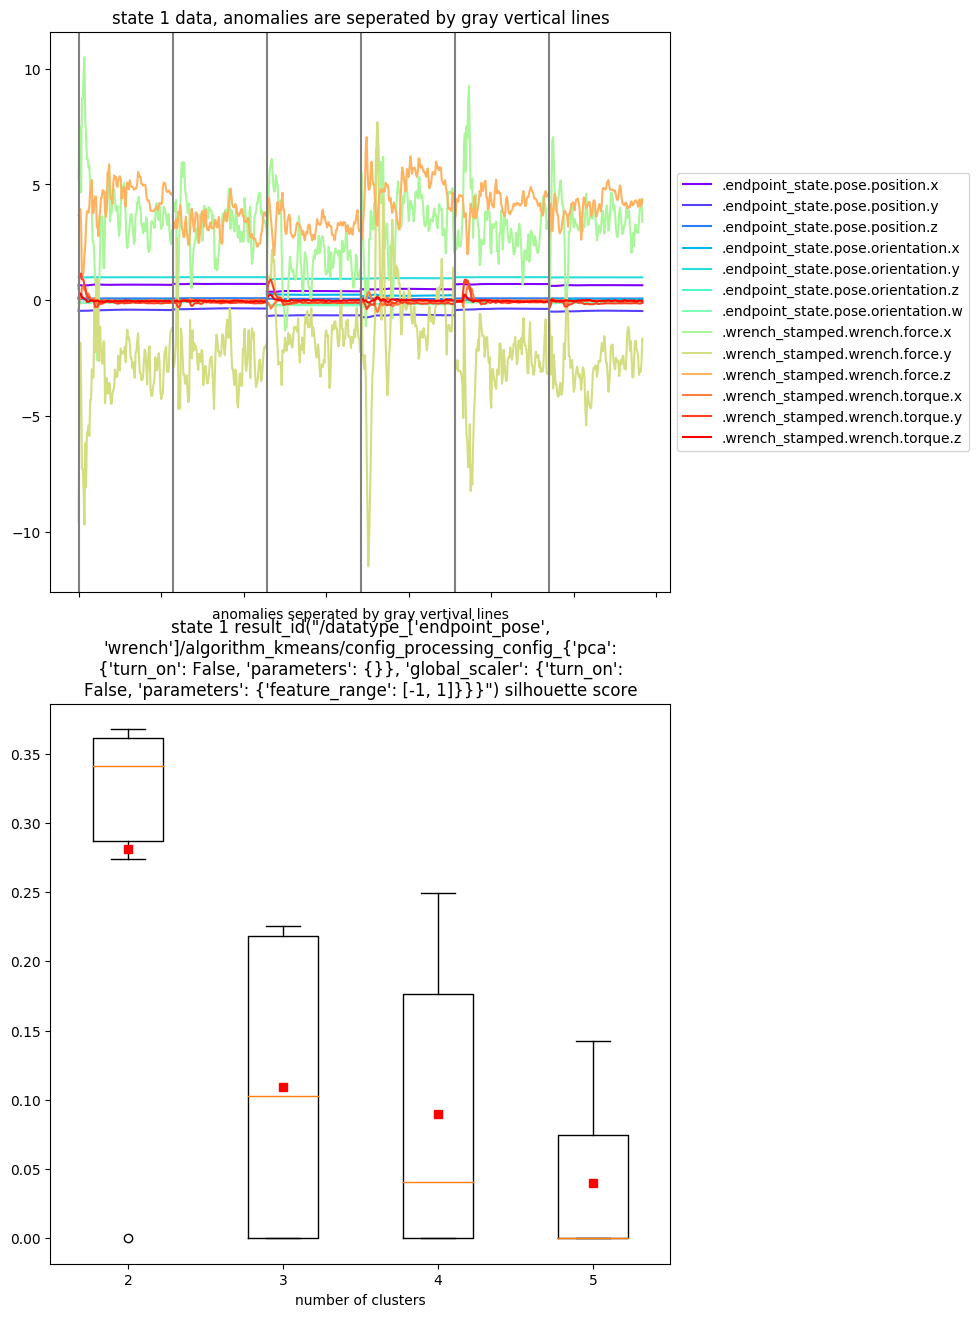 state 1 data, anomalies are seperated by gray vertical lines
10
5
0
−5
−10
.endpoint_state.pose.position.x
.endpoint_state.pose.position.y
.endpoint_state.pose.position.z
.endpoint_state.pose.orientation.x
.endpoint_state.pose.orientation.y
.endpoint_state.pose.orientation.z
.endpoint_state.pose.orientation.w
.wrench_stamped.wrench.force.x
.wrench_stamped.wrench.force.y
.wrench_stamped.wrench.force.z
.wrench_stamped.wrench.torque.x
.wrench_stamped.wrench.torque.y
.wrench_stamped.wrench.torque.z
anomalies seperated by gray vertival lines
state 1 result_id("/datatype_['endpoint_pose',
'wrench']/algorithm_kmeans/config_processing_config_{'pca':
{'turn_on': False, 'parameters': {}}, 'global_scaler': {'turn_on':
False, 'parameters': {'feature_range': [-1, 1]}}}") silhouette score
0.35
0.30
0.25
0.20
0.15
0.10
0.05
0.00
2 3 4 5
number of clusters